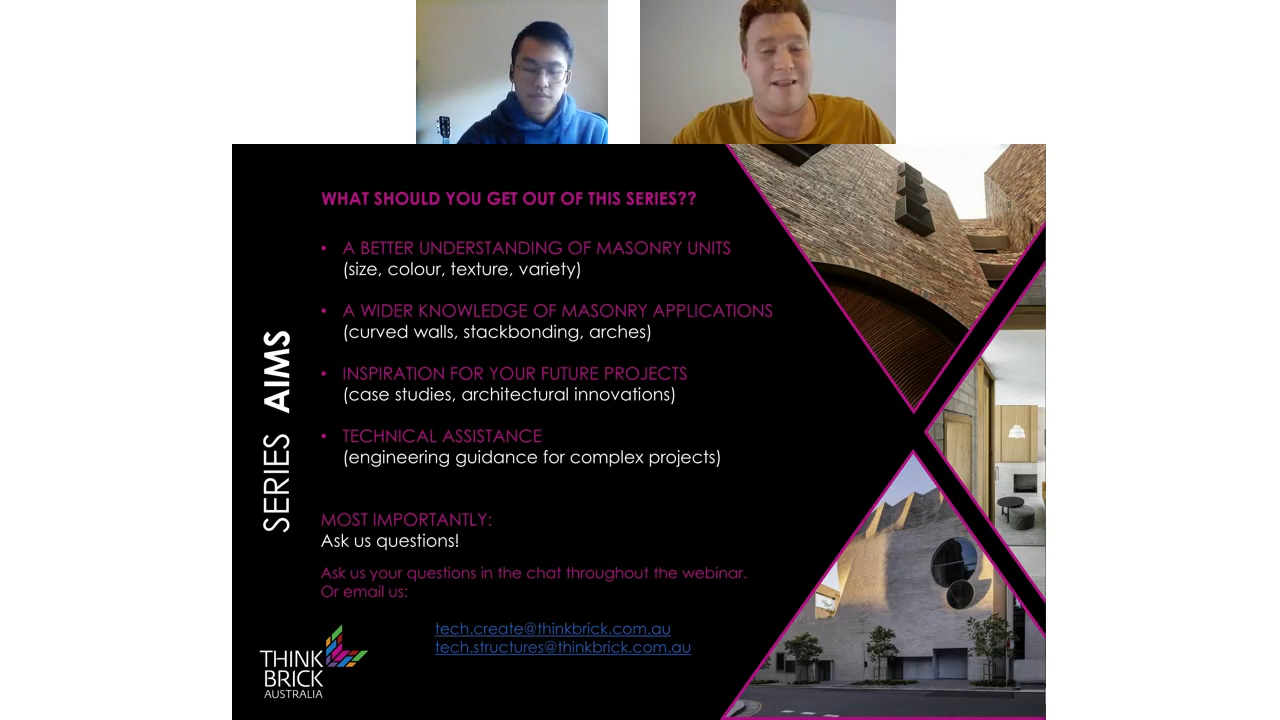 WHAT SHOULD YOU GET OUT OF THIS SERIES??
• A BETTER UNDERSTANDING OF MASONRY UNITS
(size, colour, texture, variety)
• A WIDER KNOWLEDGE OF MASONRY APPLICATIONS
(curved walls, stackbonding, arches)
• INSPIRATION FOR YOUR FUTURE PROJECTS
(case studies, architectural innovations)
• TECHNICAL ASSISTANCE
(engineering guidance for complex projects)
SERIES AIMS
MOST IMPORTANTLY:
Ask us questions!
Ask us your questions in the chat throughout the webinar.
Or email us:
tech.create@thinkbrick.com.au
tech.structures@thinkbrick.com.au
THINK
BRICK
AUSTRALIA